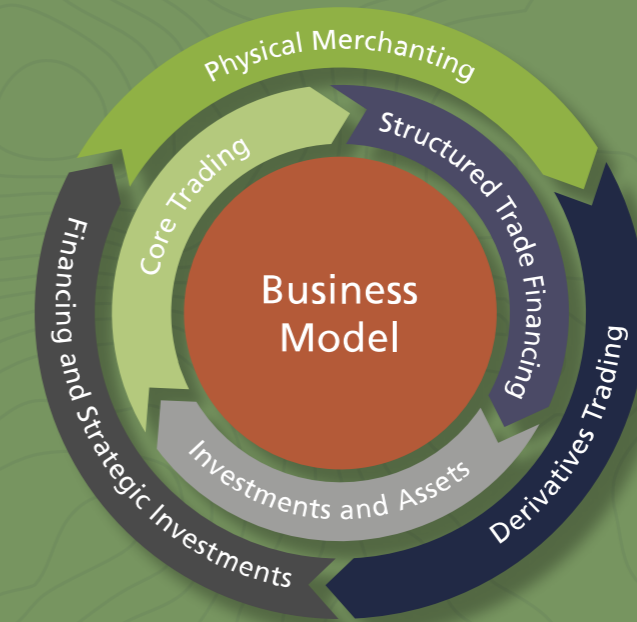 Physical Merchanting
Core Trading
Structured Trade Financing
Business
Model
Financing and Strategic Investments
Investments and Assets
Derivatives Trading